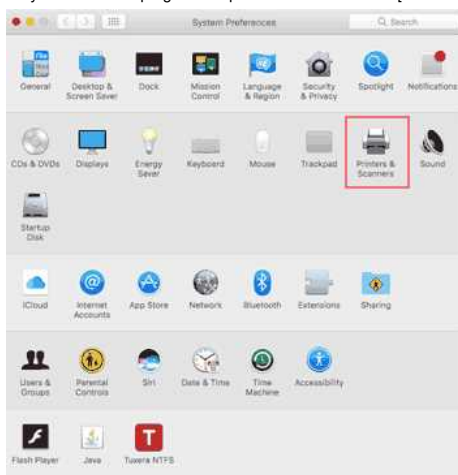 System Preferences
Search
General
Desktop & Screen Saver
Dock
Mission Control
Language & Region
Security & Privacy
Spotlight
Notifications
CDs & DVDs
Displays
Energy Saver
Keyboard
Mouse
Trackpad
Printers & Scanners
Sound
Startup Disk
iCloud
Internet Accounts
App Store
Network
Bluetooth
Extensions
Sharing
Users & Groups
Parental Controls
Siri
Date & Time
Time Machine
Accessibility
Flash Player
Java
Tuxera NTFS